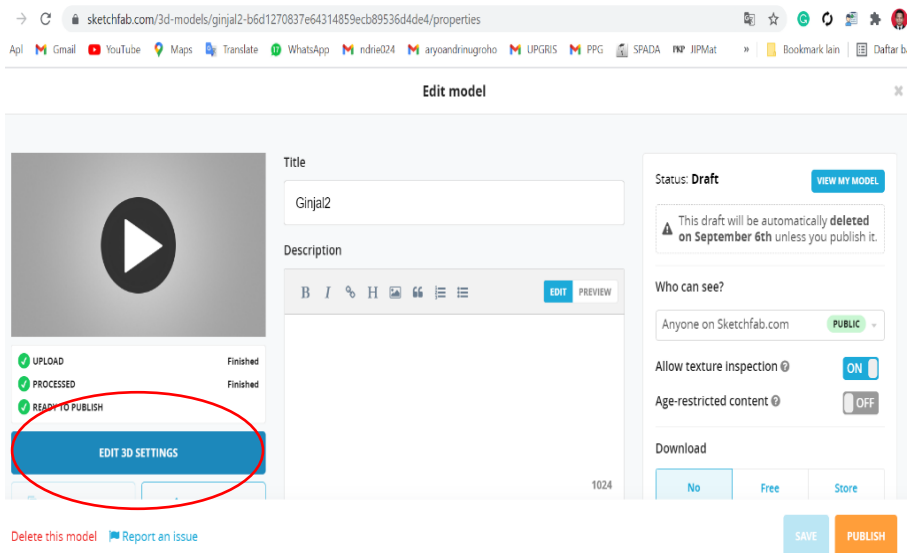 sketchfab.com/3d-models/ginjal2-b6d1270837e64314859ecb89536d4de4/properties
Apl Gmail YouTube Maps Translate WhatsApp ndrie024 aryoandrinugroho UPGRIS PPG SPADA PKP JIPMat » Bookmark lain Daftar ba
Edit model
Title
Ginjal2
Description
B I H EDIT PREVIEW
1024
UPLOAD Finished
PROCESSED Finished
READY TO PUBLISH
EDIT 3D SETTINGS
Status: Draft VIEW MY MODEL
This draft will be automatically deleted
on September 6th unless you publish it.
Who can see?
Anyone on Sketchfab.com PUBLIC
Allow texture inspection ON
Age-restricted content OFF
Download
No Free Store
Delete this model Report an issue
SAVE PUBLISH